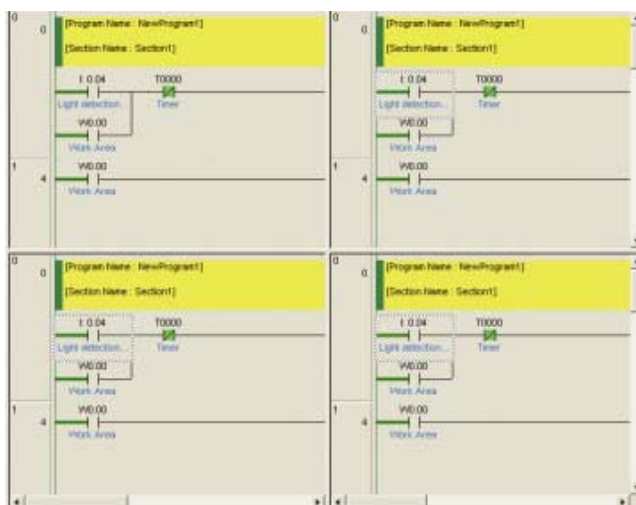 0
0
[Program Name : NewProgram1]
[Section Name : Section1]
I: 0.04
T0000
Light detection...
Timer
W0.00
Work Area
1
4
W0.00
Work Area
0
0
[Program Name : NewProgram1]
[Section Name : Section1]
I: 0.04
T0000
Light detection...
Timer
W0.00
Work Area
1
4
W0.00
Work Area
0
0
[Program Name : NewProgram1]
[Section Name : Section1]
I: 0.04
T0000
Light detection...
Timer
W0.00
Work Area
1
4
W0.00
Work Area
0
0
[Program Name : NewProgram1]
[Section Name : Section1]
I: 0.04
T0000
Light detection...
Timer
W0.00
Work Area
1
4
W0.00
Work Area